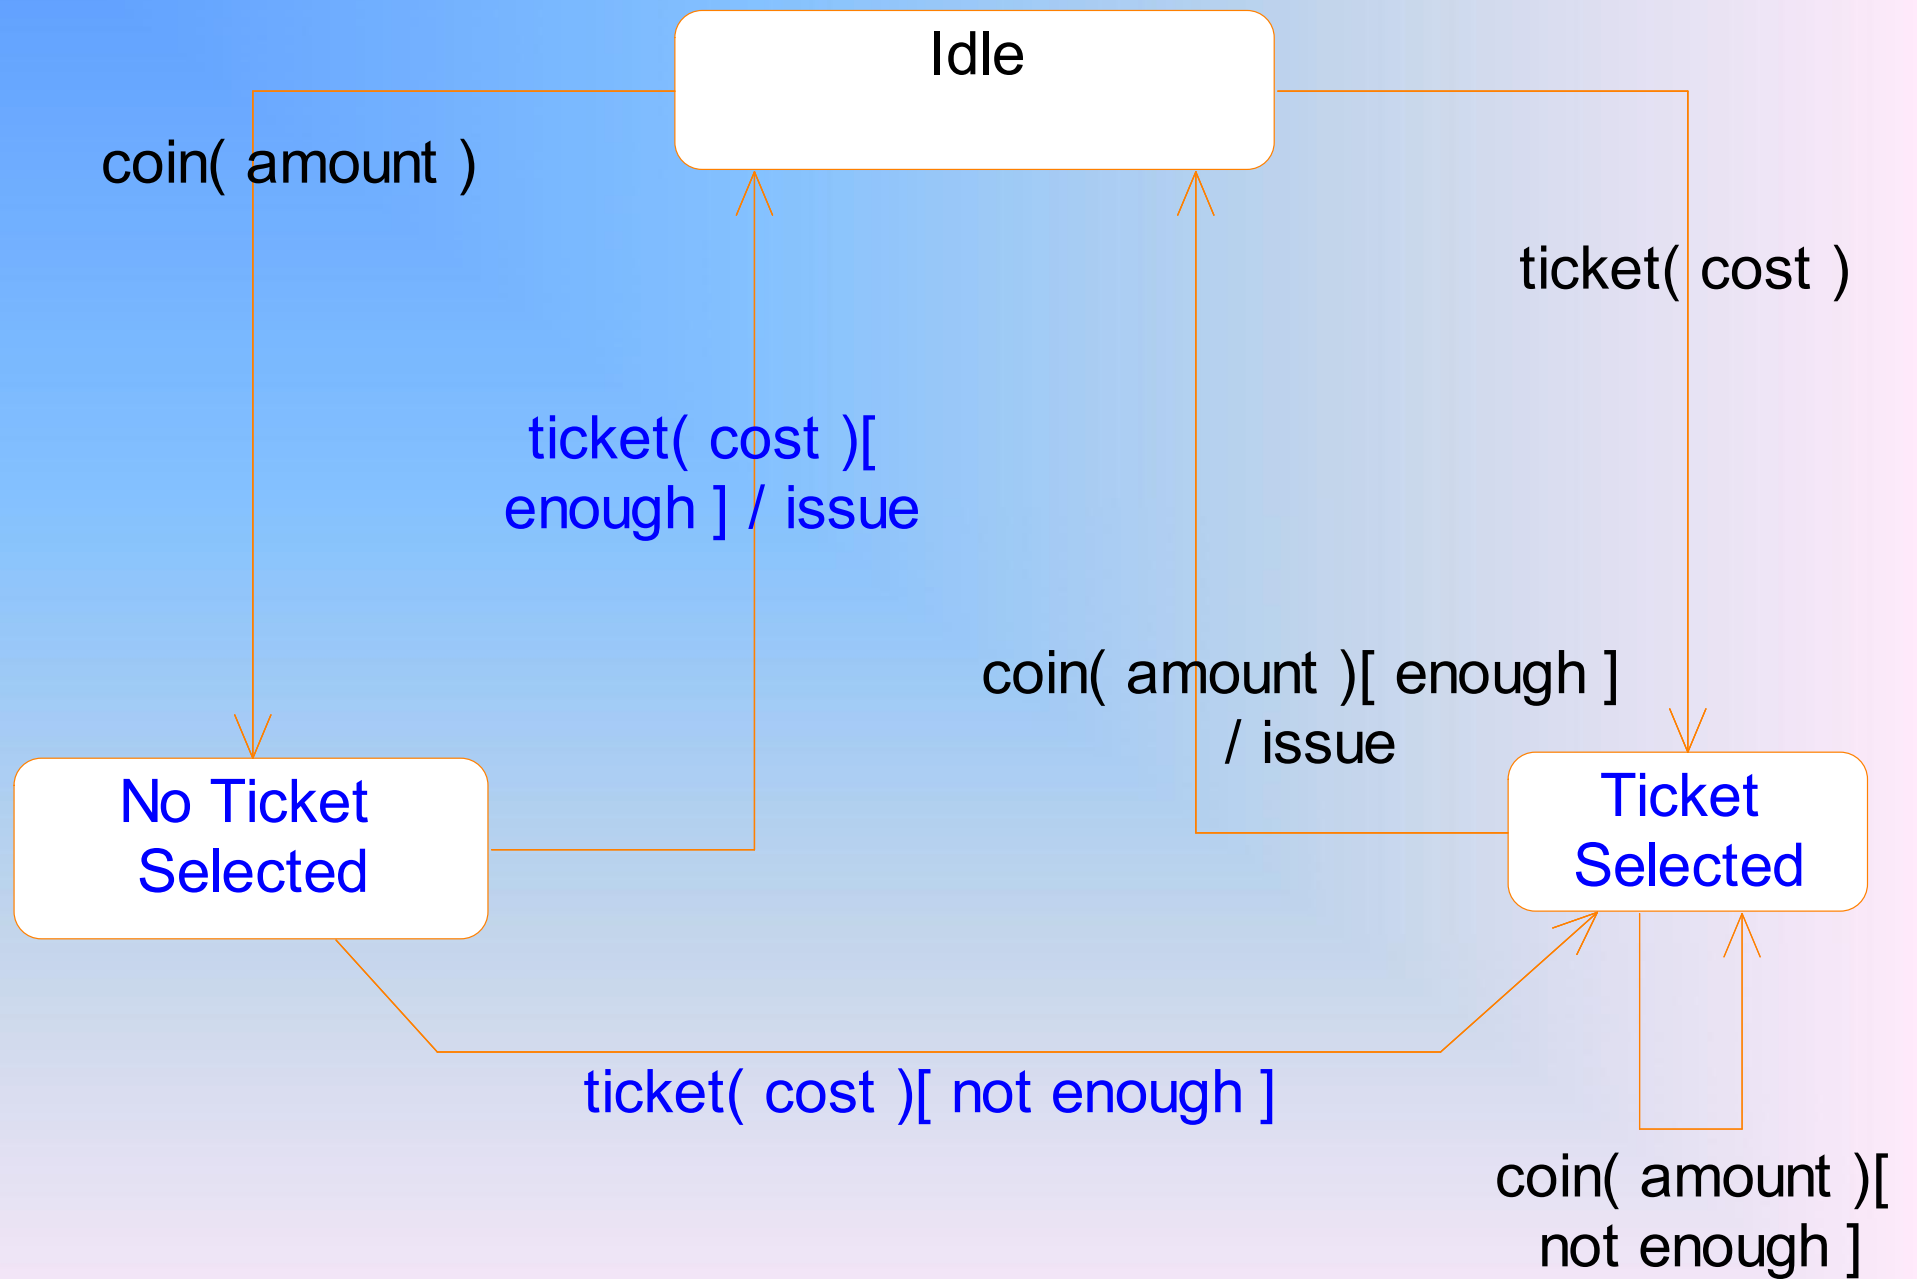 Idle
coin( amount )
ticket( cost )
ticket( cost )[
enough ] / issue
coin( amount )[ enough ]
/ issue
No Ticket
Selected
Ticket
Selected
ticket( cost )[ not enough ]
coin( amount )[
not enough ]